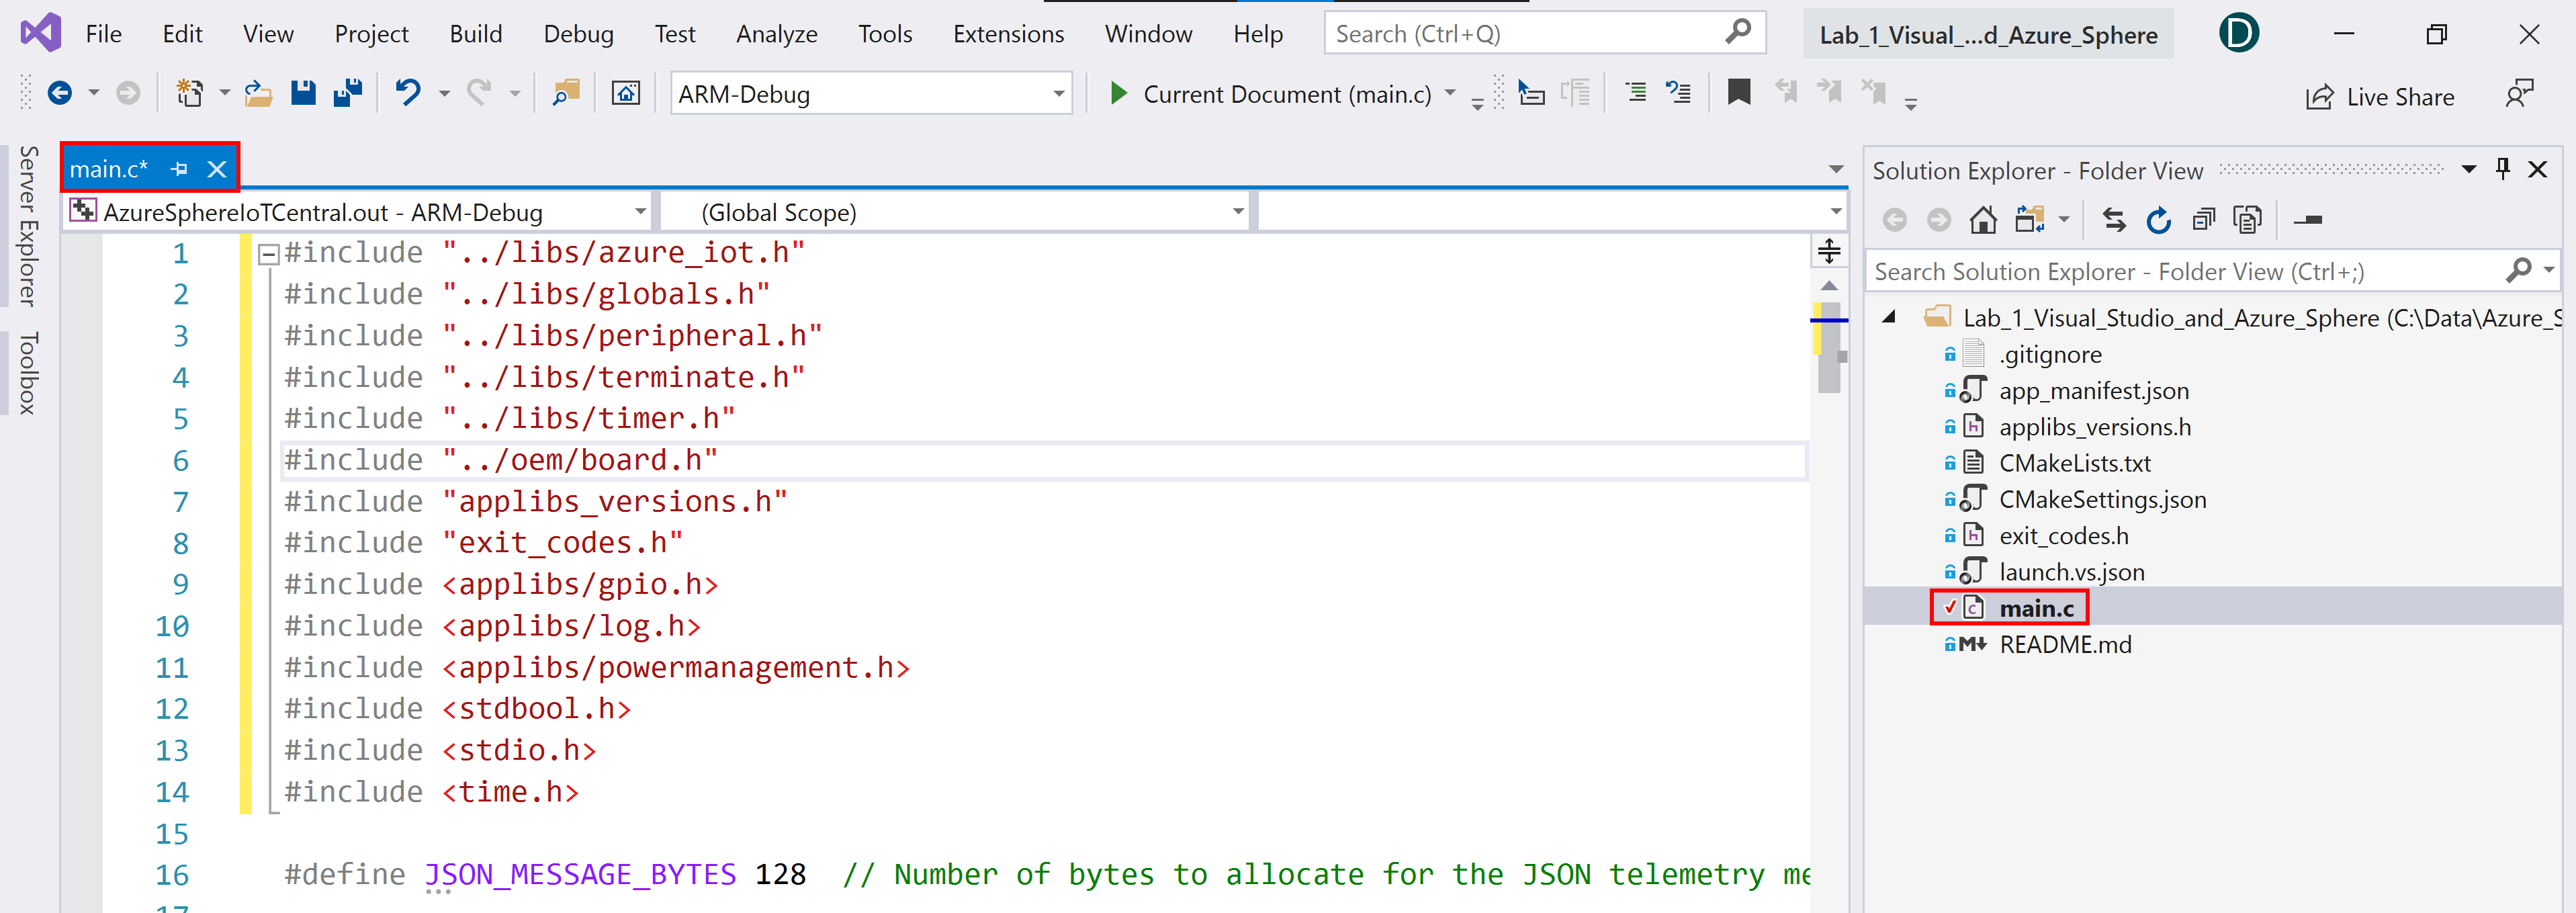 File Edit View Project Build Debug Test Analyze Tools Extensions Window Help Search (Ctrl+Q) Lab_1_Visual_...d_Azure_Sphere D
ARM-Debug Current Document (main.c) Live Share
Server Explorer
Toolbox
main.c*
AzureSphereIoTCentral.out - ARM-Debug (Global Scope)
1 #include "../libs/azure_iot.h"
2 #include "../libs/globals.h"
3 #include "../libs/peripheral.h"
4 #include "../libs/terminate.h"
5 #include "../libs/timer.h"
6 #include "../oem/board.h"
7 #include "applibs_versions.h"
8 #include "exit_codes.h"
9 #include <applibs/gpio.h>
10 #include <applibs/log.h>
11 #include <applibs/powermanagement.h>
12 #include <stdbool.h>
13 #include <stdio.h>
14 #include <time.h>
15
16 #define JSON_MESSAGE_BYTES 128 // Number of bytes to allocate for the JSON telemetry me
17
Solution Explorer - Folder View
Search Solution Explorer - Folder View (Ctrl+;)
Lab_1_Visual_Studio_and_Azure_Sphere (C:\Data\Azure_S
.gitignore
app_manifest.json
applibs_versions.h
CMakeLists.txt
CMakeSettings.json
exit_codes.h
launch.vs.json
main.c
README.md